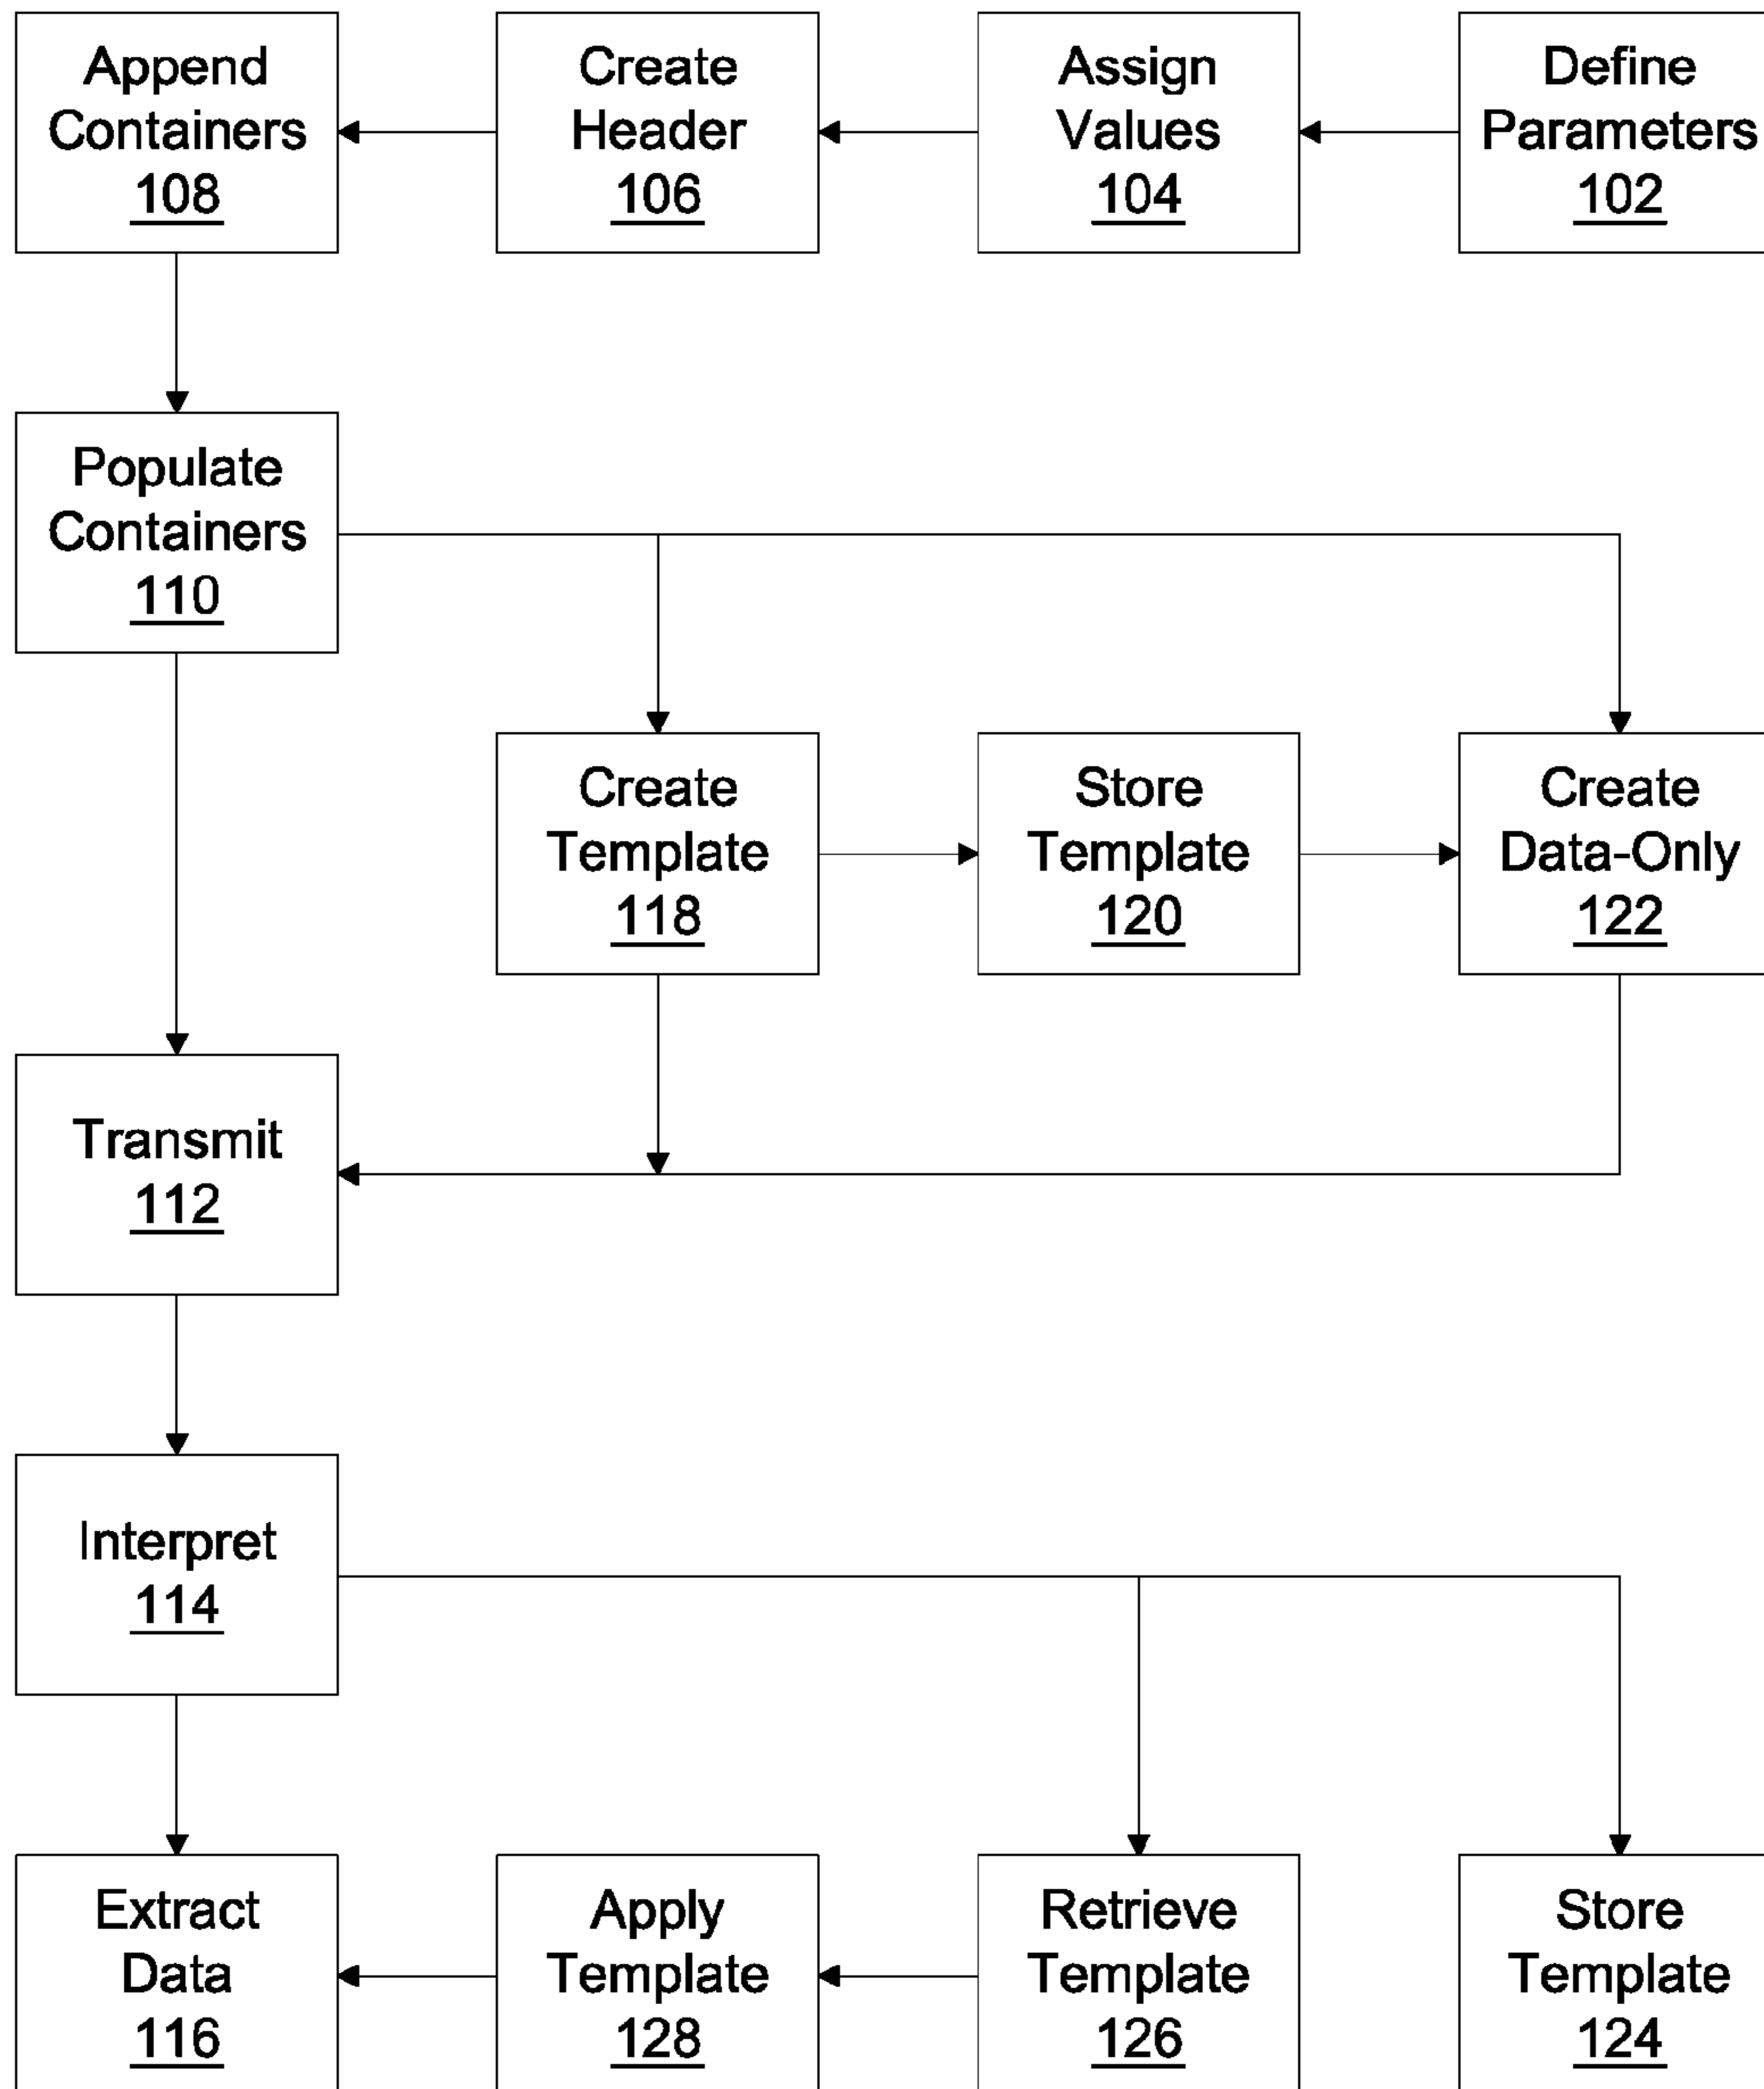 Append
Containers
108
Create
Header
106
Assign
Values
104
Define
Parameters
102
Populate
Containers
110
Create
Template
118
Store
Template
120
Create
Data-Only
122
Transmit
112
Interpret
114
Extract
Data
116
Apply
Template
128
Retrieve
Template
126
Store
Template
124